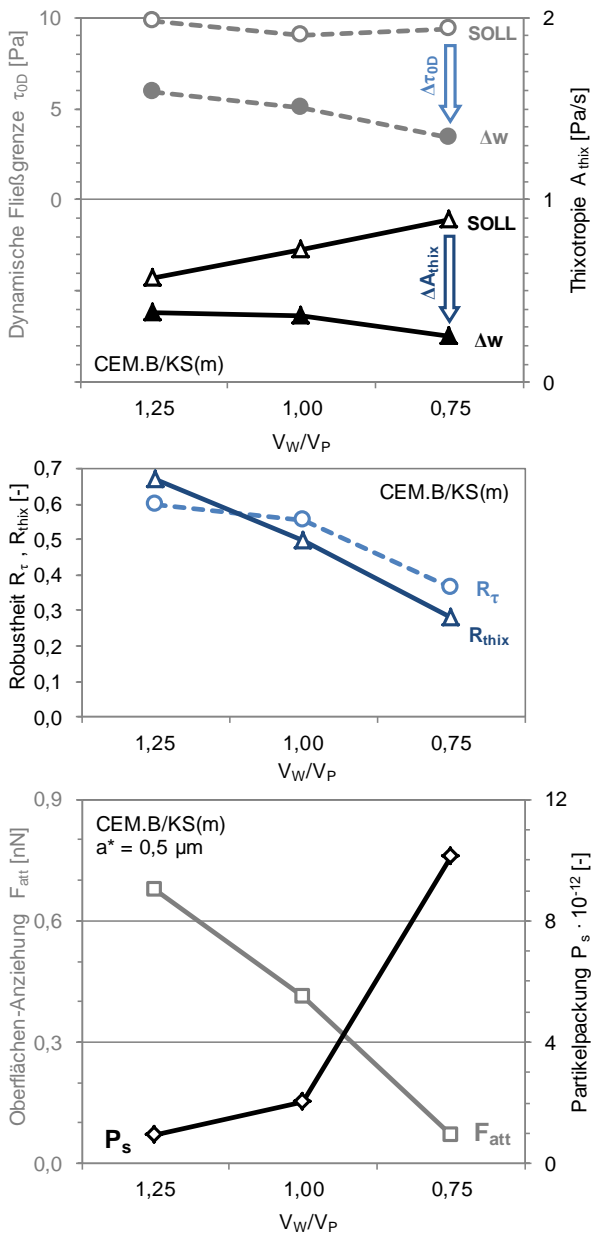 Dynamische Fließgrenze τ0D [Pa]
10
5
0
SOLL
Δτ0D
Δw
SOLL
ΔAthix
Δw
CEM.B/KS(m)
2
1
0
Thixotropie Athix [Pa/s]
1,25 1,00 0,75
VW/VP
Robustheit Rτ , Rthix [-]
0,7
0,6
0,5
0,4
0,3
0,2
0,1
0,0
CEM.B/KS(m)
Rτ
Rthix
1,25 1,00 0,75
VW/VP
Oberflächen-Anziehung Fatt [nN]
0,9
0,6
0,3
0,0
CEM.B/KS(m)
a* = 0,5 µm
Ps
Fatt
12
8
4
0
Partikelpackung Ps · 10-12 [-]
1,25 1,00 0,75
VW/VP